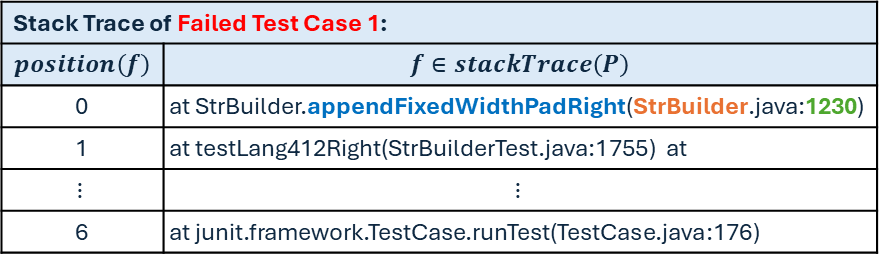 Stack Trace of Failed Test Case 1:
position(f) f ∈ stackTrace(P)
0 at StrBuilder.appendFixedWidthPadRight(StrBuilder.java:1230)
1 at testLang412Right(StrBuilderTest.java:1755) at
⋮ ⋮
6 at junit.framework.TestCase.runTest(TestCase.java:176)